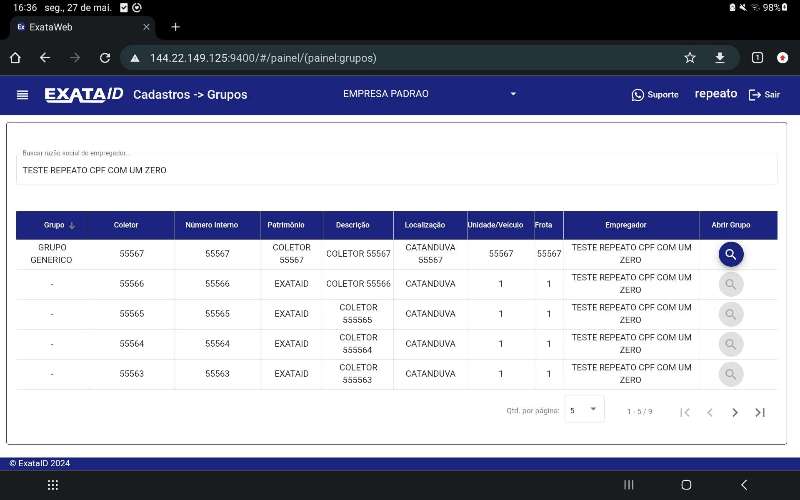 16:36 seg., 27 de mai. 98%
Ex ExataWeb
144.22.149.125:9400/#/painel/(painel:grupos) 1
EXATAID Cadastros -> Grupos EMPRESA PADRAO Suporte repeato Sair
Buscar razão social do empregador...
TESTE REPEATO CPF COM UM ZERO
Grupo Coletor Número Interno Patrimônio Descrição Localização Unidade/Veículo Frota Empregador Abrir Grupo
GRUPO GENERICO 55567 55567 COLETOR 55567 COLETOR 55567 CATANDUVA 55567 55567 55567 TESTE REPEATO CPF COM UM ZERO
- 55566 55566 EXATAID COLETOR 55566 CATANDUVA 1 1 TESTE REPEATO CPF COM UM ZERO
- 55565 55565 EXATAID COLETOR 555565 CATANDUVA 1 1 TESTE REPEATO CPF COM UM ZERO
- 55564 55564 EXATAID COLETOR 555564 CATANDUVA 1 1 TESTE REPEATO CPF COM UM ZERO
- 55563 55563 EXATAID COLETOR 555563 CATANDUVA 1 1 TESTE REPEATO CPF COM UM ZERO
Qtd. por página: 5 1 - 5 / 9
© ExataID 2024